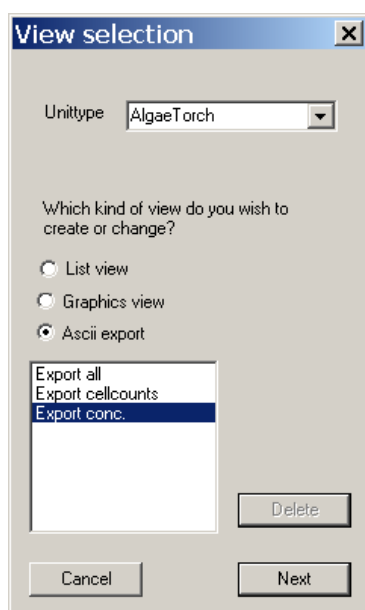 View selection
Unittype
AlgaeTorch
Which kind of view do you wish to
create or change?
List view
Graphics view
Ascii export
Export all
Export cellcounts
Export conc.
Delete
Cancel
Next